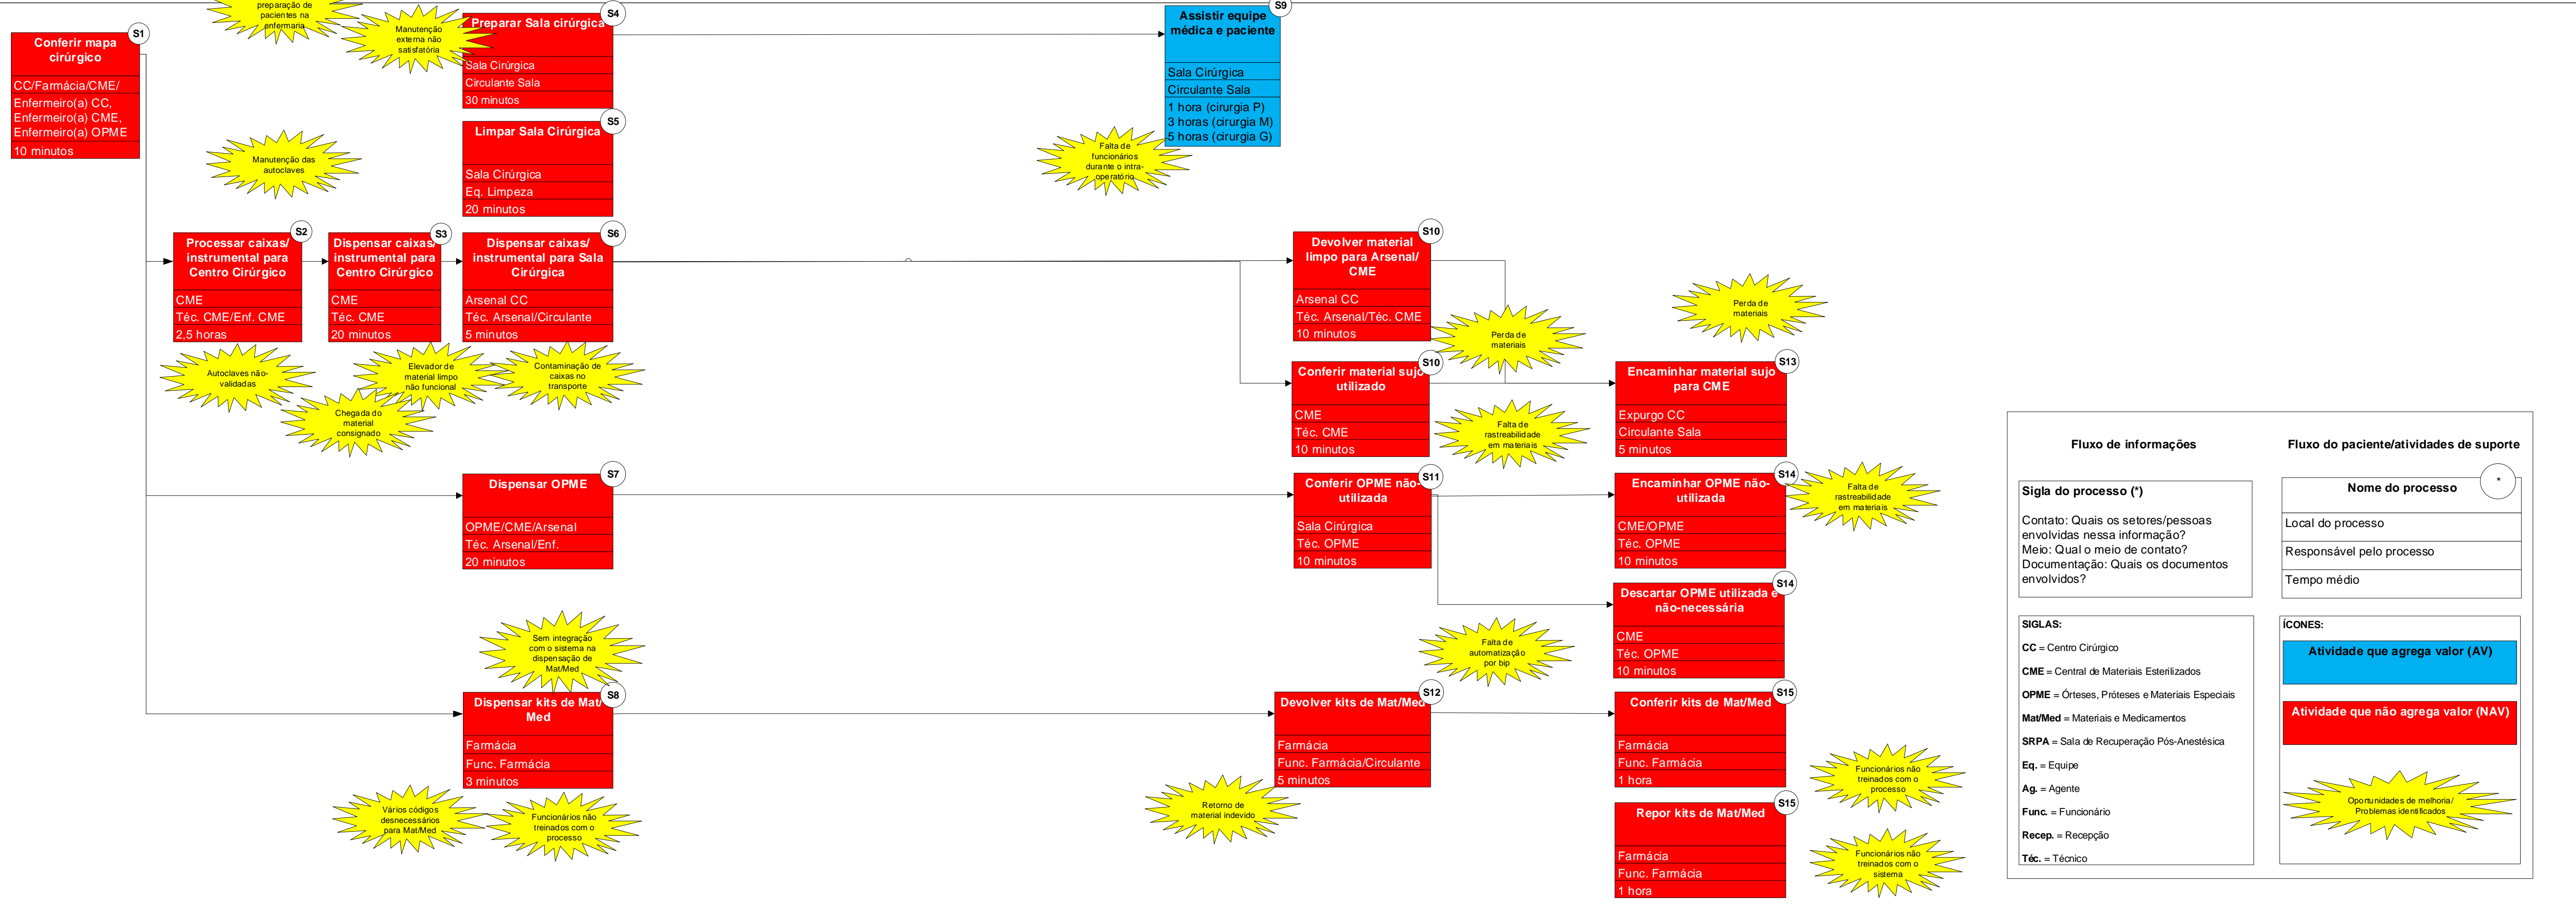 preparação de
pacientes na
enfermaria
Manutenção
externa não
satisfatória
S4
Preparar Sala cirúrgica
Sala Cirúrgica
Circulante Sala
30 minutos
S9
Assistir equipe
médica e paciente
Sala Cirúrgica
Circulante Sala
1 hora (cirurgia P)
3 horas (cirurgia M)
5 horas (cirurgia G)
S1
Conferir mapa
cirúrgico
CC/Farmácia/CME/
Enfermeiro(a) CC,
Enfermeiro(a) CME,
Enfermeiro(a) OPME
10 minutos
S5
Limpar Sala Cirúrgica
Sala Cirúrgica
Eq. Limpeza
20 minutos
Manutenção das
autoclaves
Falta de
funcionários
durante o intra-
operatório
S2
Processar caixas/
instrumental para
Centro Cirúrgico
CME
Téc. CME/Enf. CME
2,5 horas
S3
Dispensar caixas/
instrumental para
Centro Cirúrgico
CME
Téc. CME
20 minutos
S6
Dispensar caixas/
instrumental para Sala
Cirúrgica
Arsenal CC
Téc. Arsenal/Circulante
5 minutos
S10
Devolver material
limpo para Arsenal/
CME
Arsenal CC
Téc. Arsenal/Téc. CME
10 minutos
Perda de
materiais
Perda de
materiais
Autoclaves não-
validadas
Elevador de
material limpo
não funcional
Contaminação de
caixas no
transporte
Chegada do
material
consignado
S10
Conferir material sujo
utilizado
CME
Téc. CME
10 minutos
Falta de
rastreabilidade
em materiais
S13
Encaminhar material sujo
para CME
Expurgo CC
Circulante Sala
5 minutos
S7
Dispensar OPME
OPME/CME/Arsenal
Téc. Arsenal/Enf.
20 minutos
S11
Conferir OPME não-
utilizada
Sala Cirúrgica
Téc. OPME
10 minutos
S14
Encaminhar OPME não-
utilizada
CME/OPME
Téc. OPME
10 minutos
Falta de
rastreabilidade
em materiais
S14
Descartar OPME utilizada e
não-necessária
CME
Téc. OPME
10 minutos
Sem integração
com o sistema na
dispensação de
Mat/Med
Falta de
automatização
por bip
S8
Dispensar kits de Mat/
Med
Farmácia
Func. Farmácia
3 minutos
S12
Devolver kits de Mat/Med
Farmácia
Func. Farmácia/Circulante
5 minutos
S15
Conferir kits de Mat/Med
Farmácia
Func. Farmácia
1 hora
Funcionários não
treinados com o
processo
Vários códigos
desnecessários
para Mat/Med
Funcionários não
treinados com o
processo
Retorno de
material indevido
S15
Repor kits de Mat/Med
Farmácia
Func. Farmácia
1 hora
Funcionários não
treinados com o
sistema
Fluxo de informações
Sigla do processo (*)
Contato: Quais os setores/pessoas
envolvidas nessa informação?
Meio: Qual o meio de contato?
Documentação: Quais os documentos
envolvidos?
Fluxo do paciente/atividades de suporte
*
Nome do processo
Local do processo
Responsável pelo processo
Tempo médio
SIGLAS:
CC = Centro Cirúrgico
CME = Central de Materiais Esterilizados
OPME = Órteses, Próteses e Materiais Especiais
Mat/Med = Materiais e Medicamentos
SRPA = Sala de Recuperação Pós-Anestésica
Eq. = Equipe
Ag. = Agente
Func. = Funcionário
Recep. = Recepção
Téc. = Técnico
ÍCONES:
Atividade que agrega valor (AV)
Atividade que não agrega valor (NAV)
Oportunidades de melhoria/
Problemas identificados